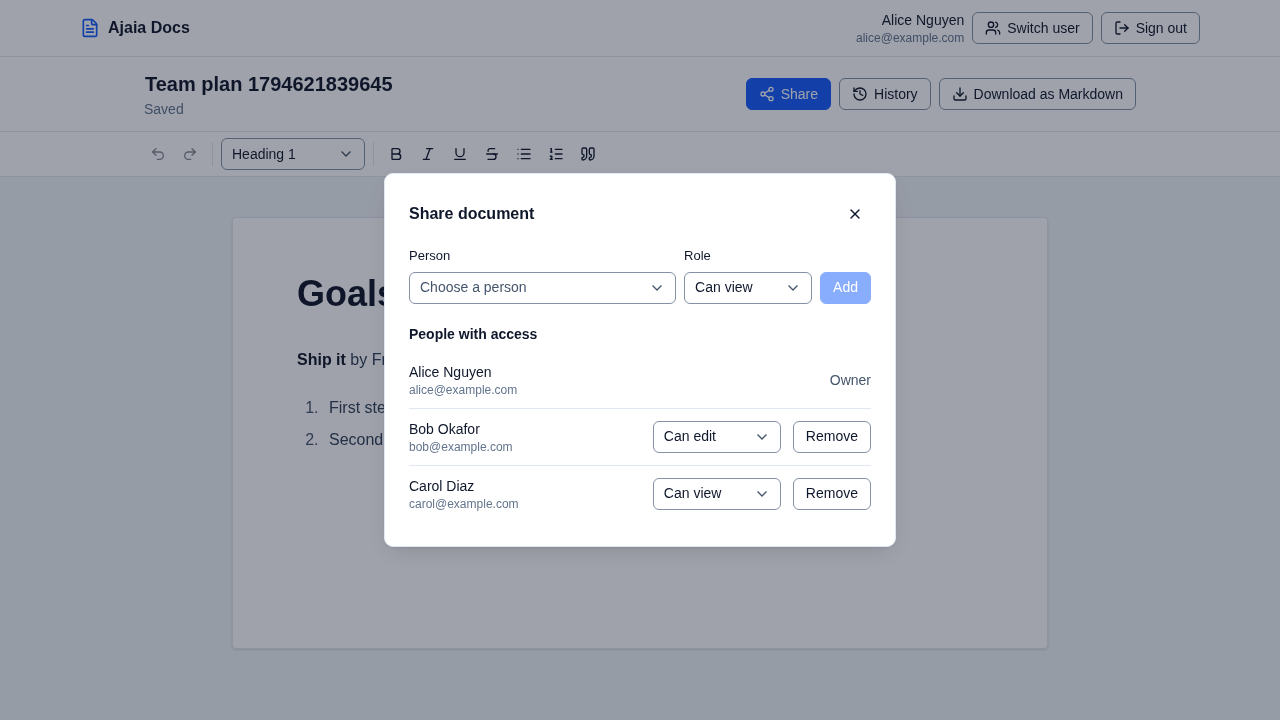 Ajaia Docs
Alice Nguyen
alice@example.com
Switch user
Sign out
Team plan 1794621839645
Saved
Share
History
Download as Markdown
Heading 1
Share document
Person
Role
Choose a person
Can view
Add
People with access
Alice Nguyen
alice@example.com
Owner
Bob Okafor
bob@example.com
Can edit
Remove
Carol Diaz
carol@example.com
Can view
Remove
Goals
Ship it by
1. First
2. Second